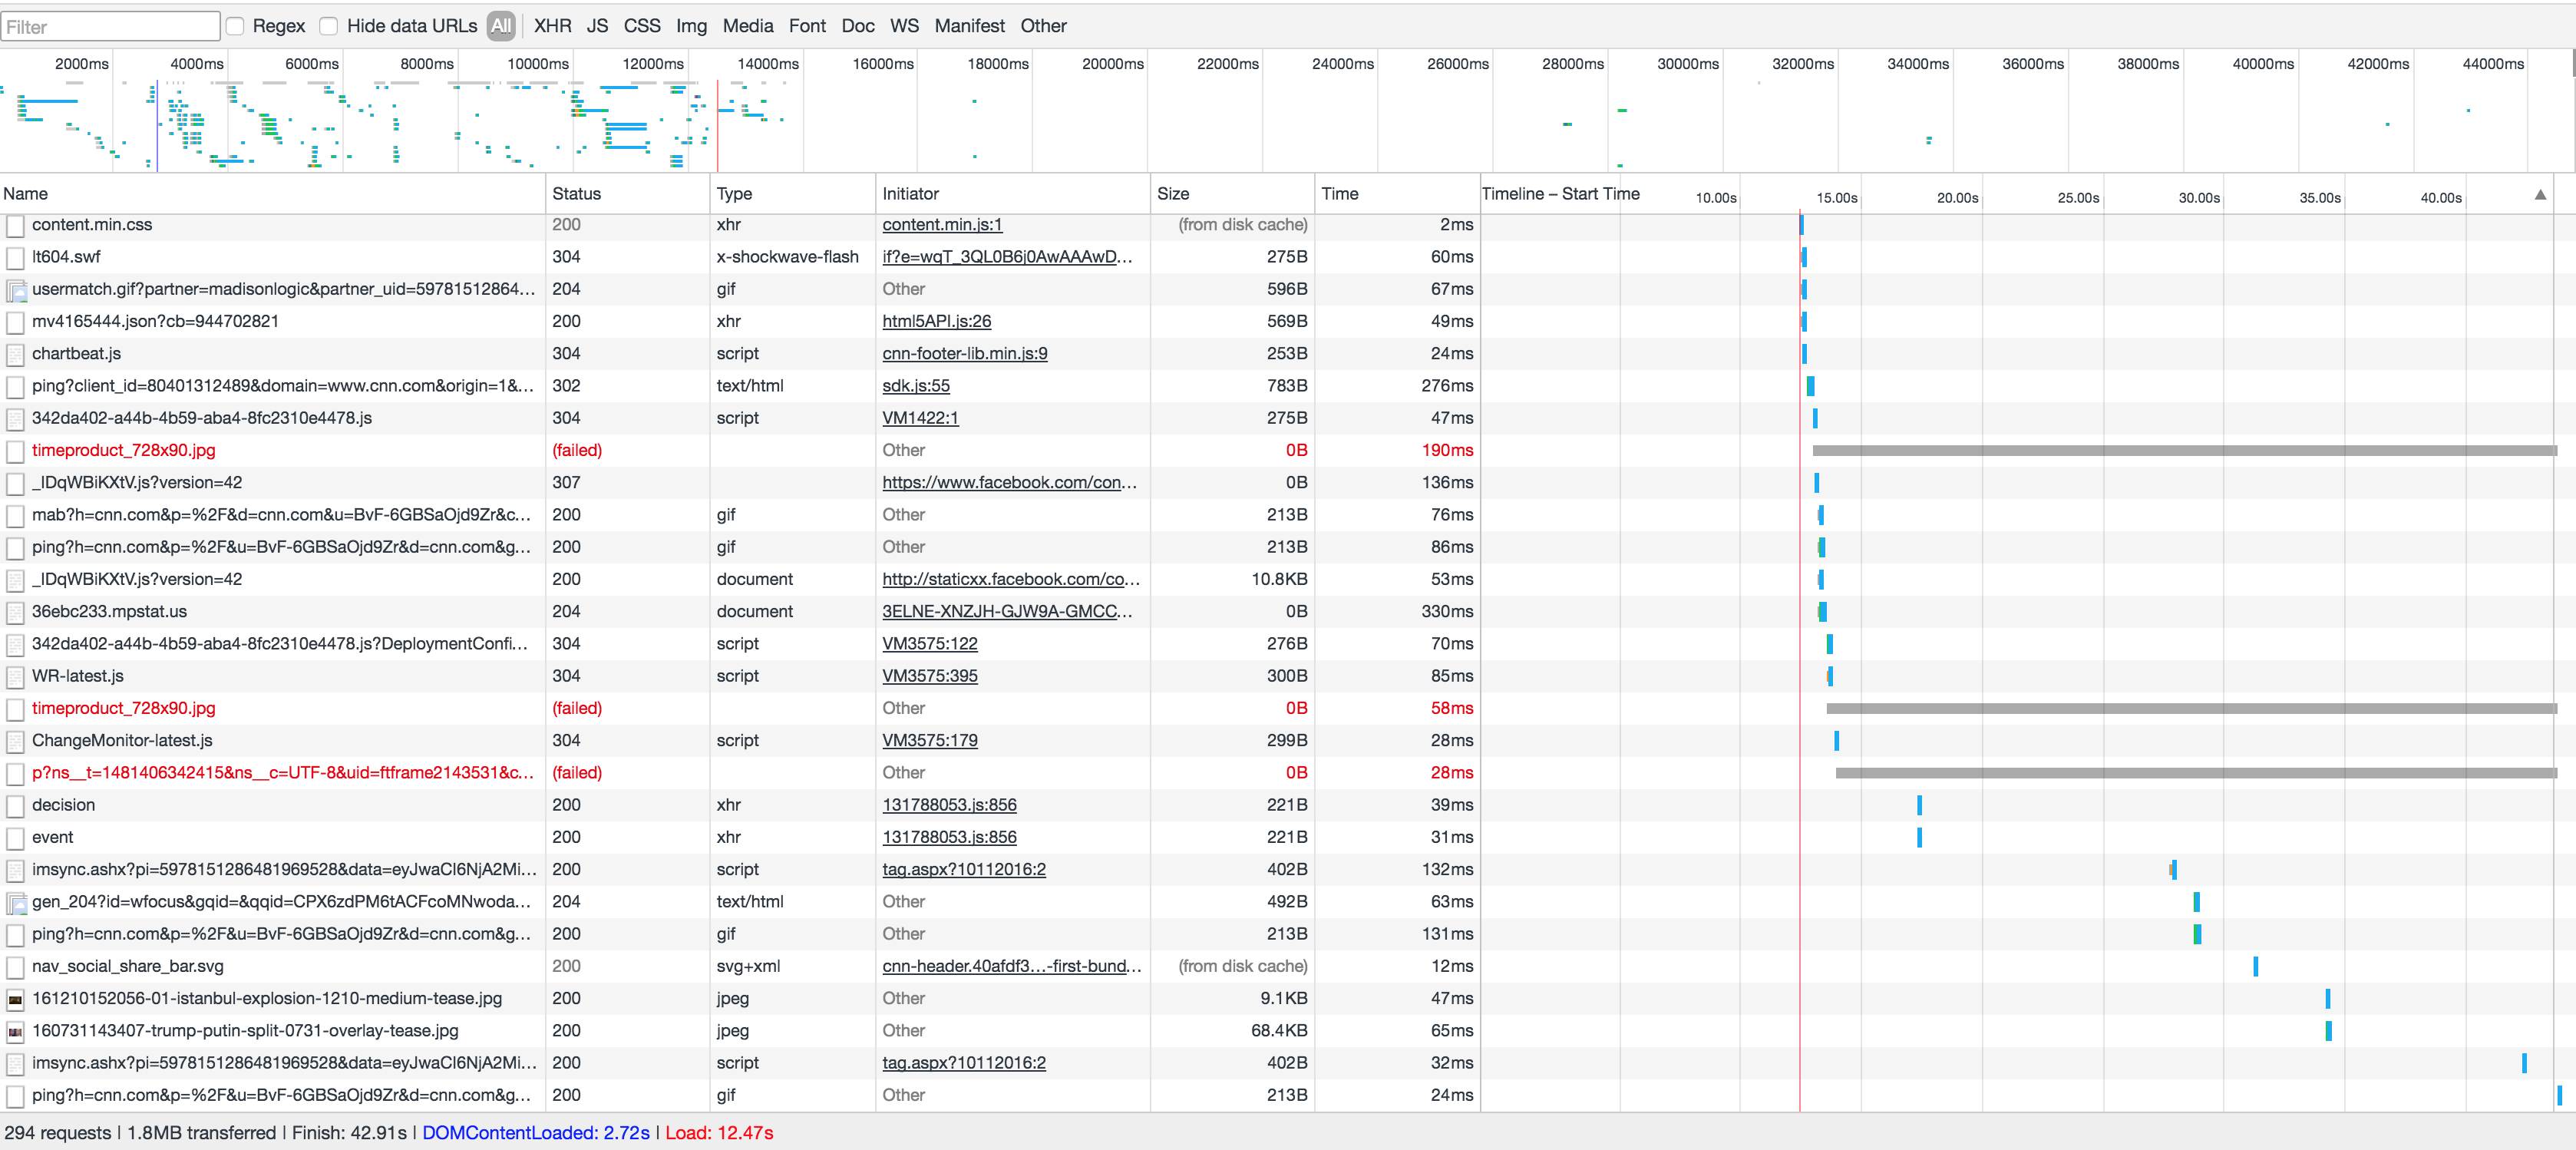 Filter Regex Hide data URLs All XHR JS CSS Img Media Font Doc WS Manifest Other
2000ms 4000ms 6000ms 8000ms 10000ms 12000ms 14000ms 16000ms 18000ms 20000ms 22000ms 24000ms 26000ms 28000ms 30000ms 32000ms 34000ms 36000ms 38000ms 40000ms 42000ms 44000ms
Name Status Type Initiator Size Time Timeline – Start Time 10.00s 15.00s 20.00s 25.00s 30.00s 35.00s 40.00s
content.min.css 200 xhr content.min.js:1 (from disk cache) 2ms
lt604.swf 304 x-shockwave-flash if?e=wqT_3QL0B6j0AwAAAwD... 275B 60ms
usermatch.gif?partner=madisonlogic&partner_uid=59781512864... 204 gif Other 596B 67ms
mv4165444.json?cb=944702821 200 xhr html5API.js:26 569B 49ms
chartbeat.js 304 script cnn-footer-lib.min.js:9 253B 24ms
ping?client_id=80401312489&domain=www.cnn.com&origin=1&... 302 text/html sdk.js:55 783B 276ms
342da402-a44b-4b59-aba4-8fc2310e4478.js 304 script VM1422:1 275B 47ms
timeproduct_728x90.jpg (failed) Other 0B 190ms
_IDqWBiKXtV.js?version=42 307 https://www.facebook.com/con... 0B 136ms
mab?h=cnn.com&p=%2F&d=cnn.com&u=BvF-6GBSaOjd9Zr&c... 200 gif Other 213B 76ms
ping?h=cnn.com&p=%2F&u=BvF-6GBSaOjd9Zr&d=cnn.com&g... 200 gif Other 213B 86ms
_IDqWBiKXtV.js?version=42 200 document http://staticxx.facebook.com/co... 10.8KB 53ms
36ebc233.mpstat.us 204 document 3ELNE-XNZJH-GJW9A-GMCC... 0B 330ms
342da402-a44b-4b59-aba4-8fc2310e4478.js?DeploymentConfi... 304 script VM3575:122 276B 70ms
WR-latest.js 304 script VM3575:395 300B 85ms
timeproduct_728x90.jpg (failed) Other 0B 58ms
ChangeMonitor-latest.js 304 script VM3575:179 299B 28ms
p?ns__t=1481406342415&ns__c=UTF-8&uid=ftframe2143531&c... (failed) Other 0B 28ms
decision 200 xhr 131788053.js:856 221B 39ms
event 200 xhr 131788053.js:856 221B 31ms
imsync.ashx?pi=5978151286481969528&data=eyJwaCI6NjA2Mi... 200 script tag.aspx?10112016:2 402B 132ms
gen_204?id=wfocus&gqid=&qqid=CPX6zdPM6tACFcoMNwoda... 204 text/html Other 492B 63ms
ping?h=cnn.com&p=%2F&u=BvF-6GBSaOjd9Zr&d=cnn.com&g... 200 gif Other 213B 131ms
nav_social_share_bar.svg 200 svg+xml cnn-header.40afdf3...-first-bund... (from disk cache) 12ms
161210152056-01-istanbul-explosion-1210-medium-tease.jpg 200 jpeg Other 9.1KB 47ms
160731143407-trump-putin-split-0731-overlay-tease.jpg 200 jpeg Other 68.4KB 65ms
imsync.ashx?pi=5978151286481969528&data=eyJwaCI6NjA2Mi... 200 script tag.aspx?10112016:2 402B 32ms
ping?h=cnn.com&p=%2F&u=BvF-6GBSaOjd9Zr&d=cnn.com&g... 200 gif Other 213B 24ms
294 requests | 1.8MB transferred | Finish: 42.91s | DOMContentLoaded: 2.72s | Load: 12.47s